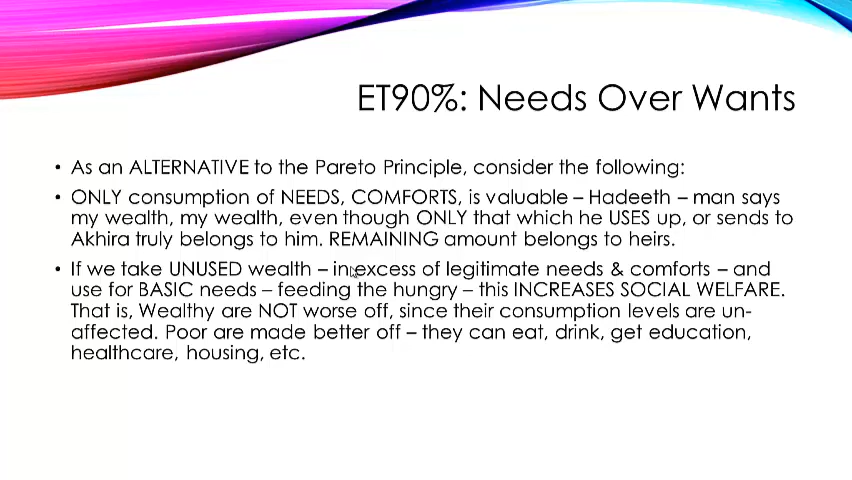 ET90%: Needs Over Wants
• As an ALTERNATIVE to the Pareto Principle, consider the following:
• ONLY consumption of NEEDS, COMFORTS, is valuable – Hadeeth – man says
my wealth, my wealth, even though ONLY that which he USES up, or sends to
Akhira truly belongs to him. REMAINING amount belongs to heirs.
• If we take UNUSED wealth – in excess of legitimate needs & comforts – and
use for BASIC needs – feeding the hungry – this INCREASES SOCIAL WELFARE.
That is, Wealthy are NOT worse off, since their consumption levels are un-
affected. Poor are made better off – they can eat, drink, get education,
healthcare, housing, etc.